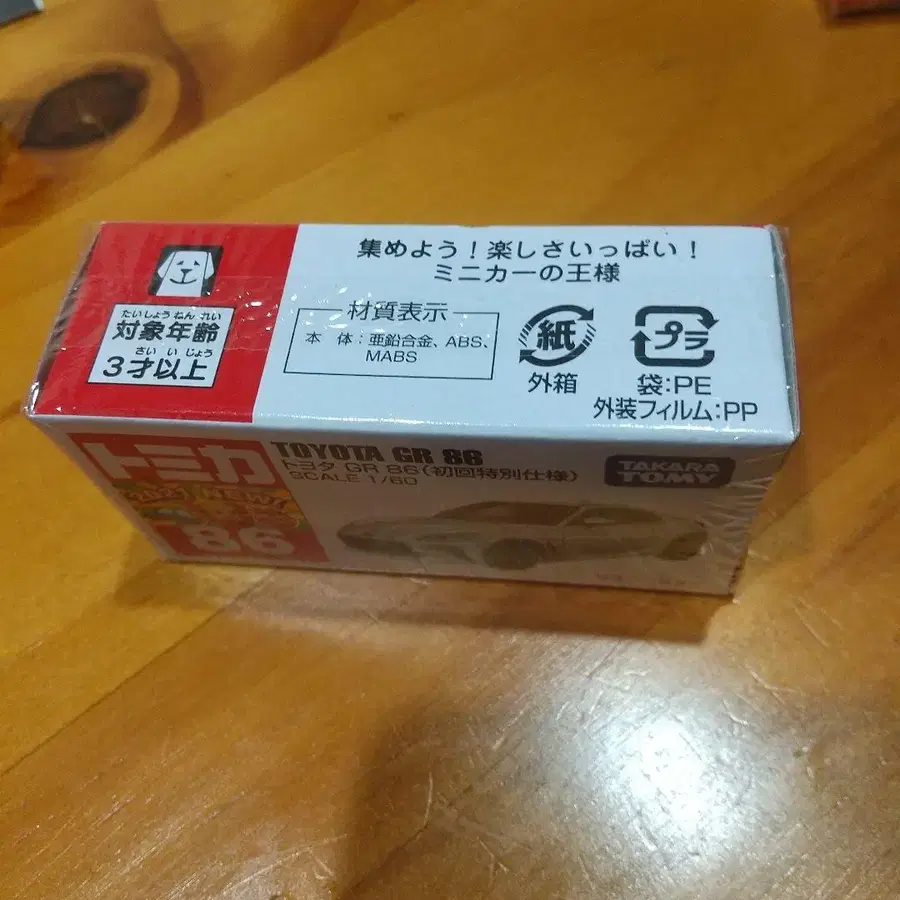 集めよう！楽しさいっぱい！
ミニカーの王様
たいしょうねんれい
対象年齢
さいいじょう
3才以上
材質表示
本 体：亜鉛合金、ABS、
MABS
紙
外箱
プラ
袋：PE
外装フィルム：PP
トミカ
86
TOYOTA GR 86
トヨタ GR 86（初回特別仕様）
SCALE 1/60
TAKARA
TOMY